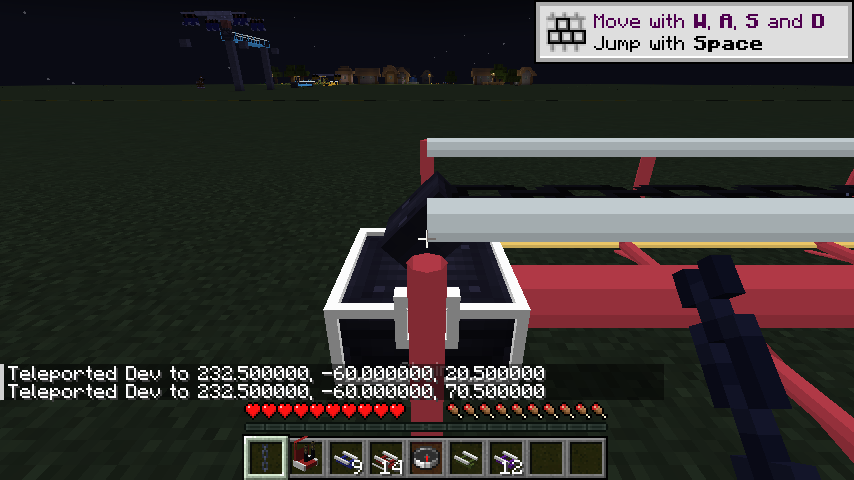 Move with W, A, S and D
Jump with Space
Teleported Dev to 232.500000, -60.000000, 20.500000
Teleported Dev to 232.500000, -60.000000, 70.500000
9
14
12